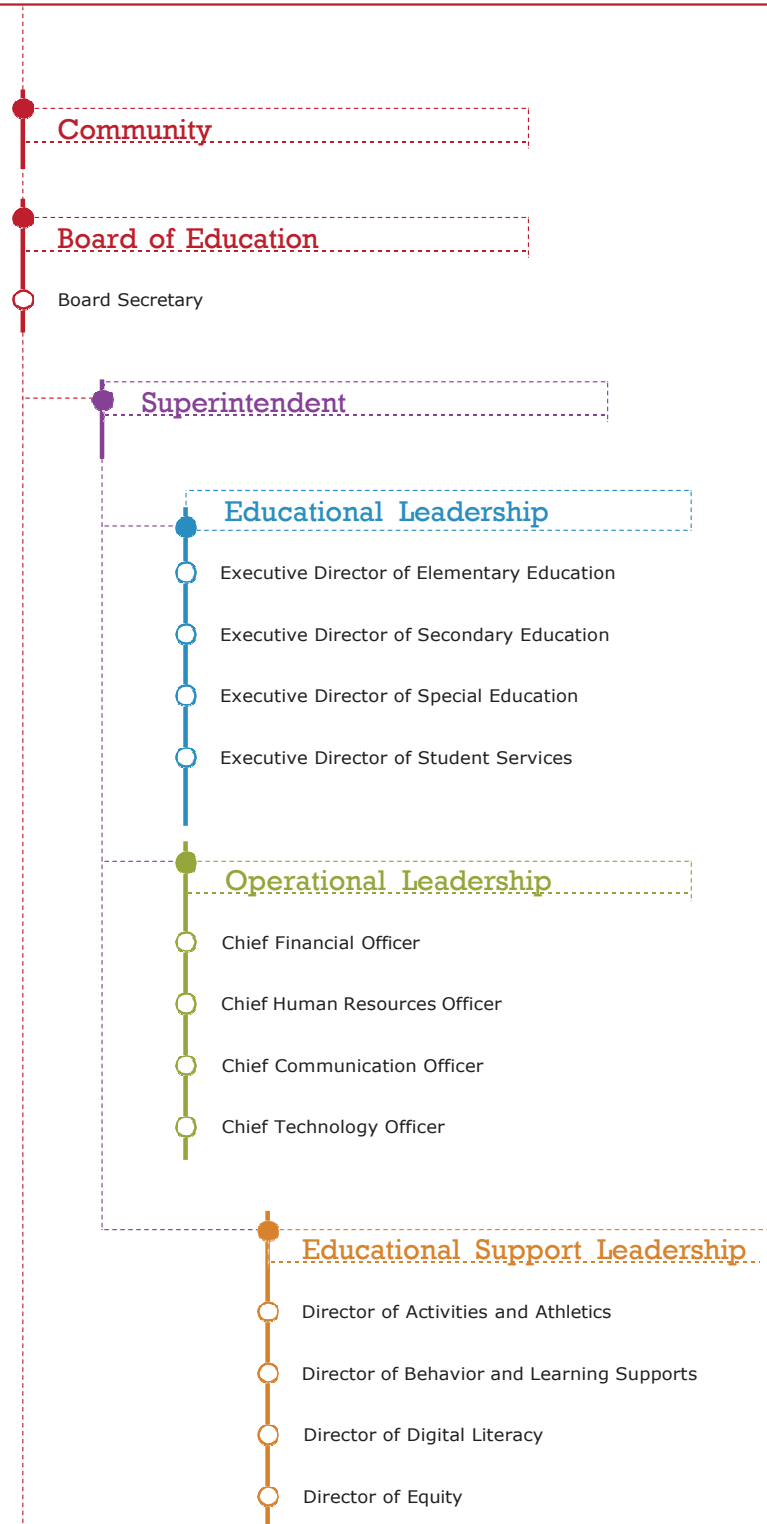 Community
Board of Education
Board Secretary
Superintendent
Educational Leadership
Executive Director of Elementary Education
Executive Director of Secondary Education
Executive Director of Special Education
Executive Director of Student Services
Operational Leadership
Chief Financial Officer
Chief Human Resources Officer
Chief Communication Officer
Chief Technology Officer
Educational Support Leadership
Director of Activities and Athletics
Director of Behavior and Learning Supports
Director of Digital Literacy
Director of Equity